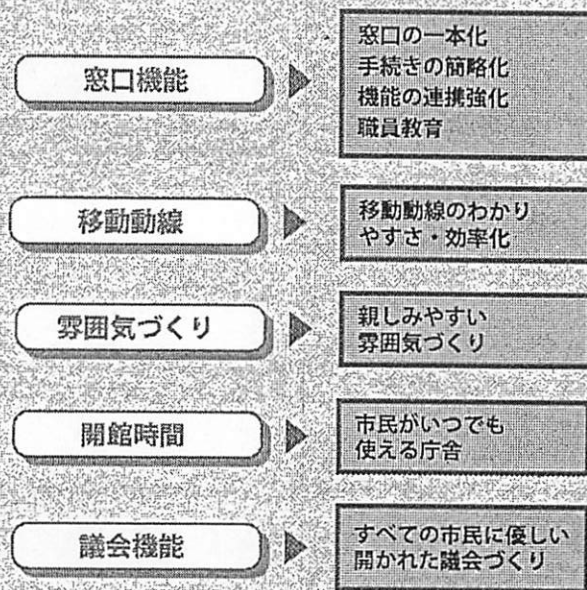 窓口機能
窓口の一本化
手続きの簡略化
機能の連携強化
職員教育
移動動線
移動動線のわかり
やすさ・効率化
雰囲気づくり
親しみやすい
雰囲気づくり
開館時間
市民がいつでも
使える庁舎
議会機能
すべての市民に優しい
開かれた議会づくり